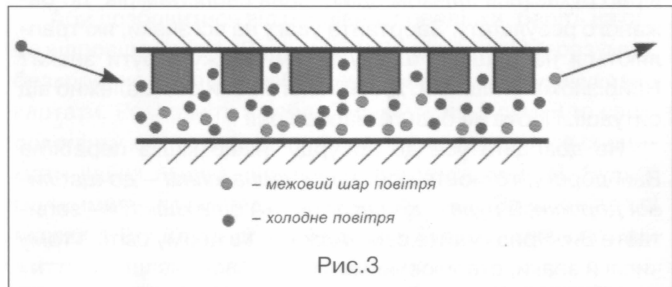 – межовий шар повітря
– холодне повітря
Рис.3